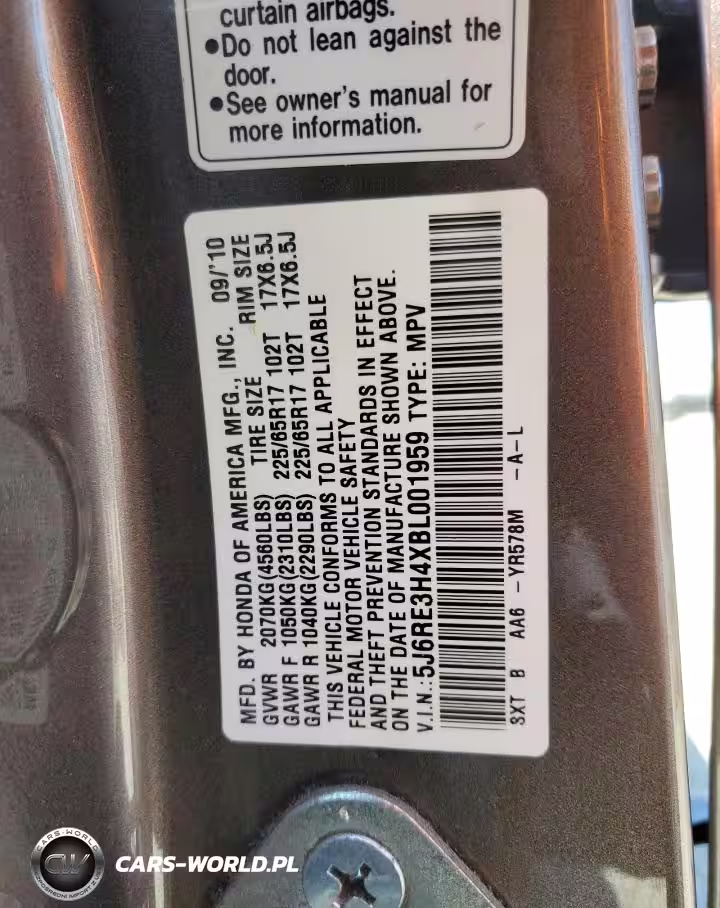 curtain airbags.
●Do not lean against the
door.
●See owner's manual for
more information.
MFD. BY HONDA OF AMERICA MFG., INC. 09/'10
GVWR 2070KG(4560LBS) TIRE SIZE RIM SIZE
GAWR F 1050KG(2310LBS) 225/65R17 102T 17X6.5J
GAWR R 1040KG(2290LBS) 225/65R17 102T 17X6.5J
THIS VEHICLE CONFORMS TO ALL APPLICABLE
FEDERAL MOTOR VEHICLE SAFETY
AND THEFT PREVENTION STANDARDS IN EFFECT
ON THE DATE OF MANUFACTURE SHOWN ABOVE.
V.I.N.:5J6RE3H4XBL001959 TYPE: MPV
3XT B AA6 -YR578M -A-L
CARS-WORLD
CW
CARS-WORLD.PL